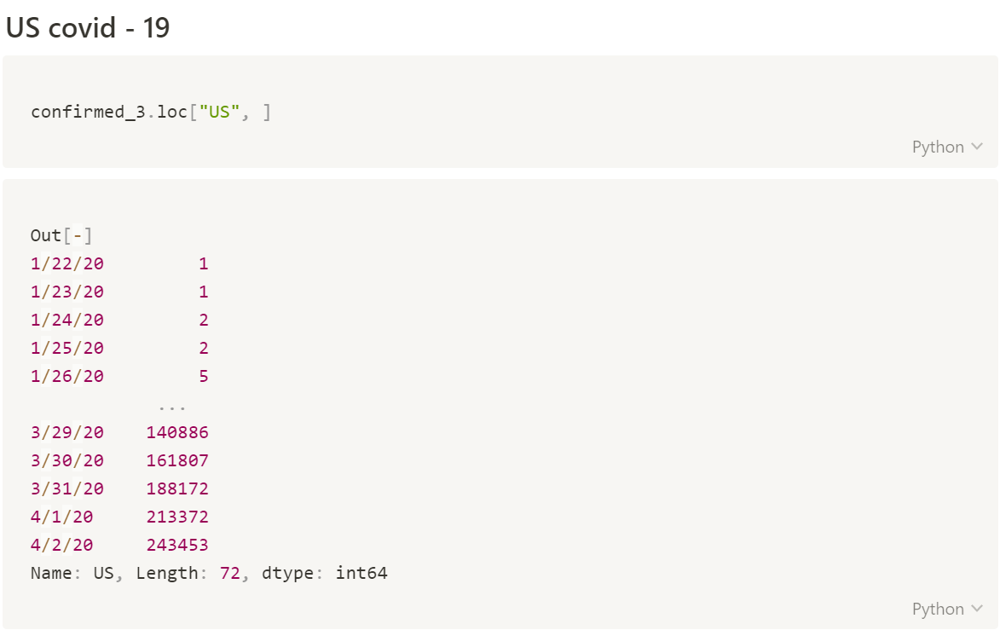 US covid - 19
confirmed_3.loc["US", ]
Python
Out[-]
1/22/20         1
1/23/20         1
1/24/20         2
1/25/20         2
1/26/20         5
            ...
3/29/20    140886
3/30/20    161807
3/31/20    188172
4/1/20     213372
4/2/20     243453
Name: US, Length: 72, dtype: int64
Python